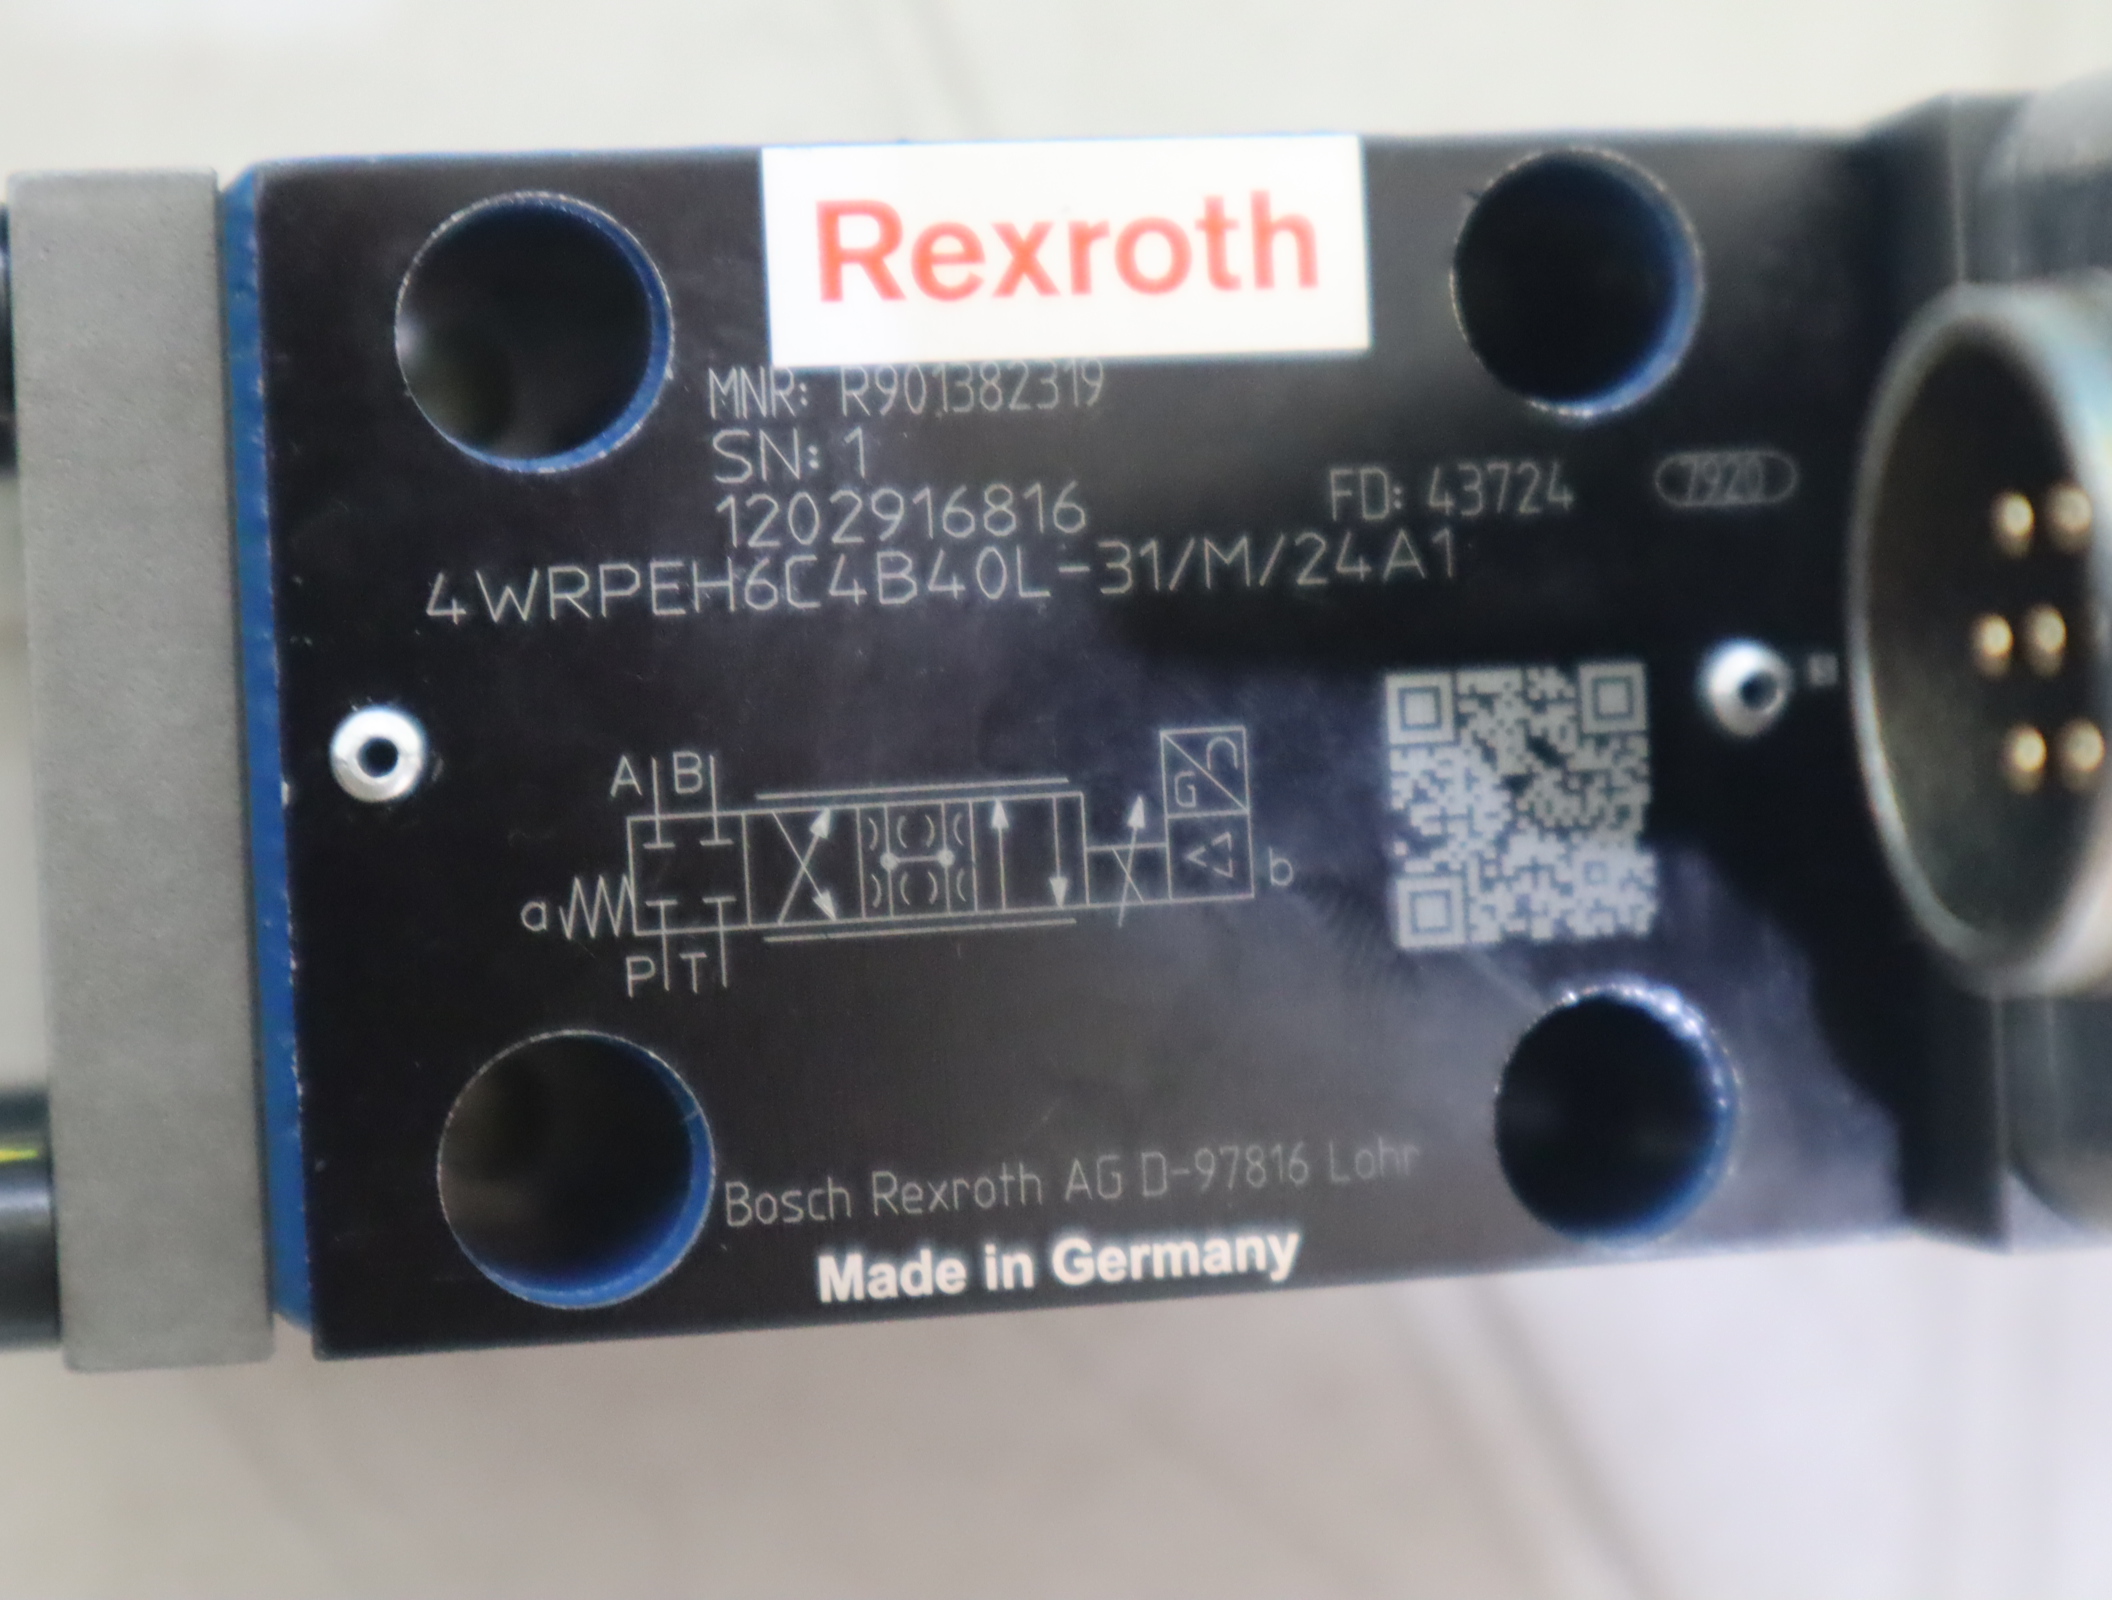 Rexroth
MNR: R901382319
SN: 1
1202916816
FD: 43724
7920
4WRPEH6C4B40L-31/M/24A1
A B
G
a
b
P T
Bosch Rexroth AG D-97816 Lohr
Made in Germany